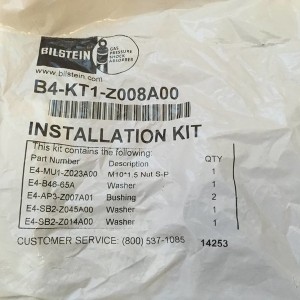 BILSTEIN
GAS
PRESSURE
SHOCK
ABSORBER
www.bilstein.com
B4-KT1-Z008A00
INSTALLATION KIT
This kit contains the following:
Part Number Description QTY
E4-MU1-Z023A00 M10*1.5 Nut S-P 1
E4-B46-65A Washer 1
E4-AP3-Z007A01 Bushing 2
E4-SB2-Z045A00 Washer 1
E4-SB2-Z014A00 Washer 1
CUSTOMER SERVICE: (800) 537-1085 14253